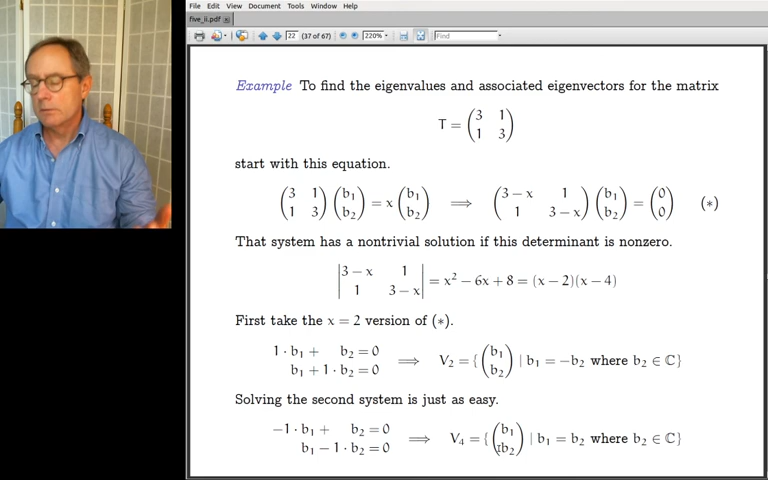 File Edit View Document Tools Window Help
five_ii.pdf
22 (37 of 67) 220% Find
Example To find the eigenvalues and associated eigenvectors for the matrix
T = (3 1
1 3)
start with this equation.
(3 1
1 3) (b₁
b₂) = x (b₁
b₂) ⟹ (3 − x 1
1 3 − x) (b₁
b₂) = (0
0) (∗)
That system has a nontrivial solution if this determinant is nonzero.
|3 − x 1
1 3 − x| = x² − 6x + 8 = (x − 2)(x − 4)
First take the x = 2 version of (∗).
1 · b₁ + b₂ = 0
b₁ + 1 · b₂ = 0 ⟹ V₂ = {(b₁
b₂) | b₁ = −b₂ where b₂ ∈ ℂ}
Solving the second system is just as easy.
−1 · b₁ + b₂ = 0
b₁ − 1 · b₂ = 0 ⟹ V₄ = {(b₁
b₂) | b₁ = b₂ where b₂ ∈ ℂ}